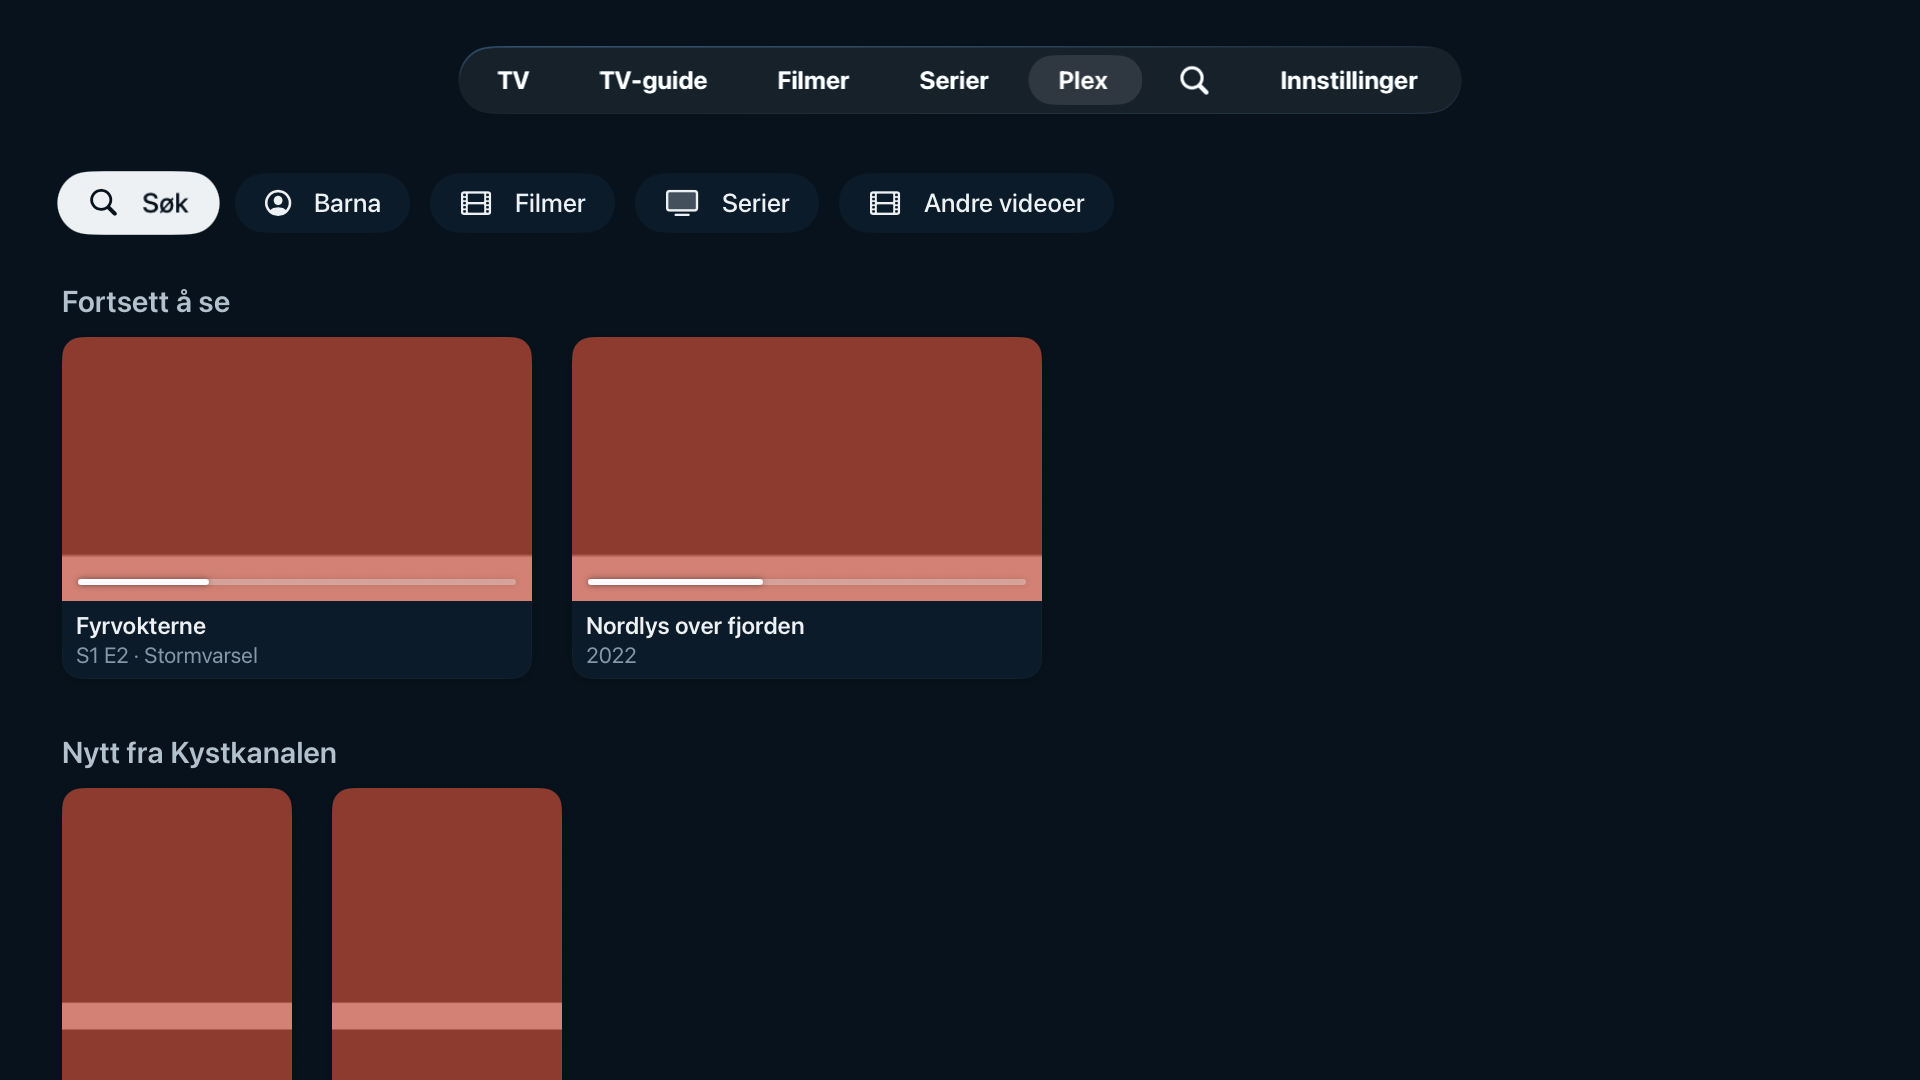 TV TV-guide Filmer Serier Plex Innstillinger
Søk Barna Filmer Serier Andre videoer
Fortsett å se
Fyrvokterne Nordlys over fjorden
S1 E2 · Stormvarsel 2022
Nytt fra Kystkanalen